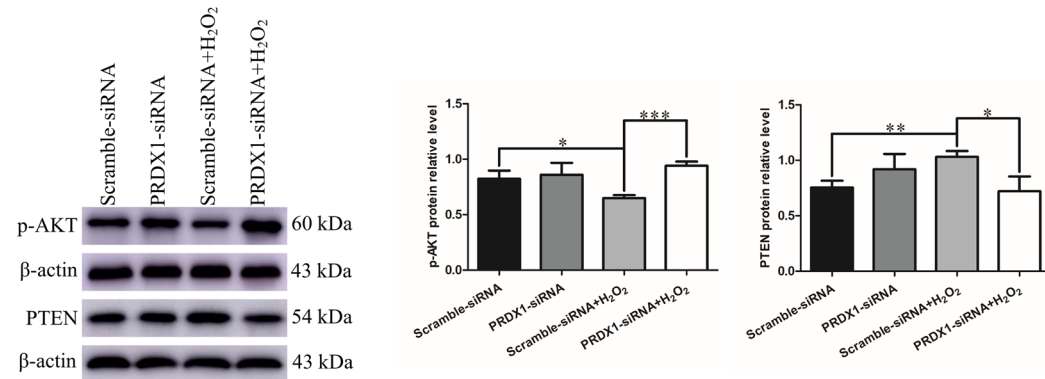 Scramble-siRNA
PRDX1-siRNA
Scramble-siRNA+H₂O₂
PRDX1-siRNA+H₂O₂
p-AKT 60 kDa
β-actin 43 kDa
PTEN 54 kDa
β-actin 43 kDa
p-AKT protein relative level
1.5
1.0
0.5
0.0
*
***
Scramble-siRNA
PRDX1-siRNA
Scramble-siRNA+H₂O₂
PRDX1-siRNA+H₂O₂
PTEN protein relative level
1.5
1.0
0.5
0.0
**
*
Scramble-siRNA
PRDX1-siRNA
Scramble-siRNA+H₂O₂
PRDX1-siRNA+H₂O₂